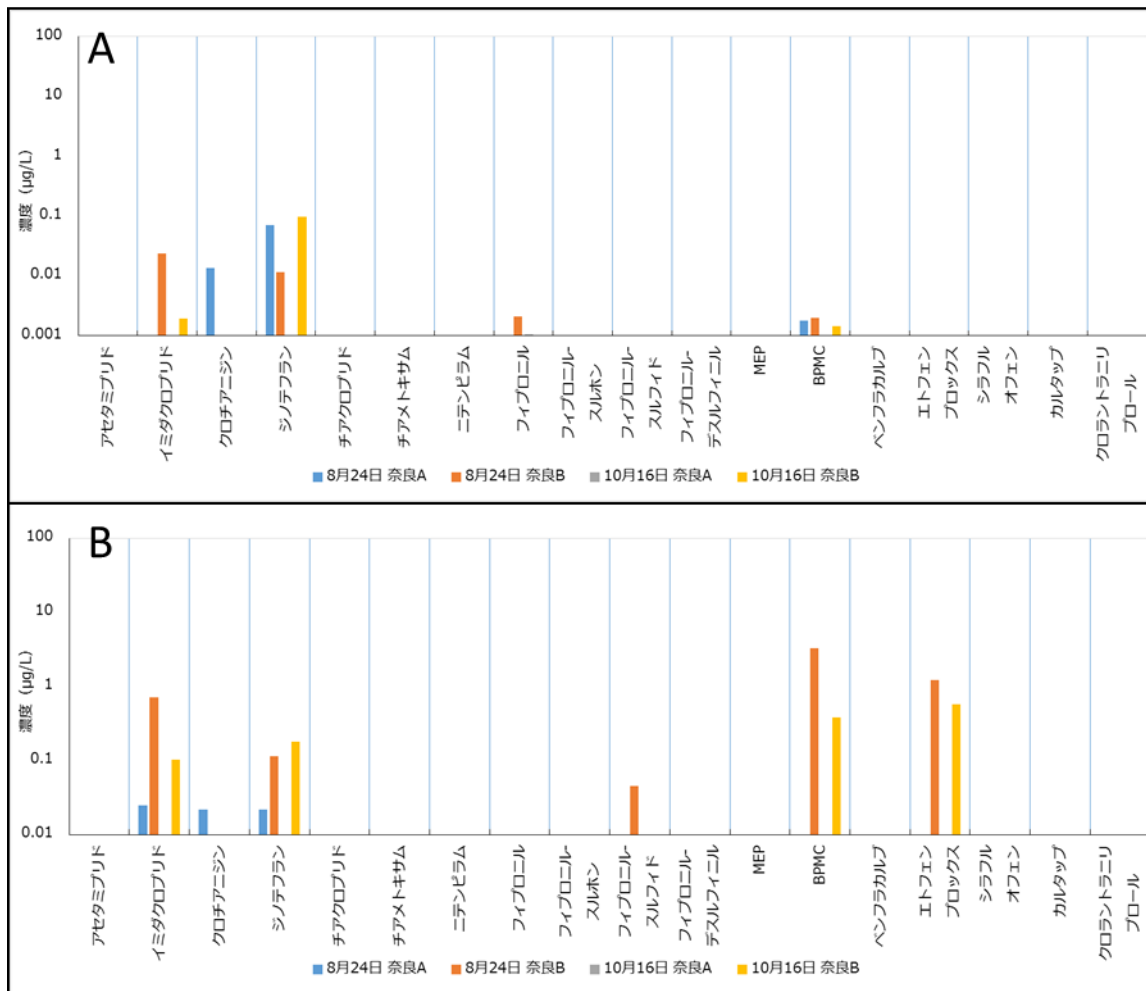 A
100
10
1
0.1
0.01
0.001
濃度（µg/L）
アセタミプリド
イミダクロプリド
クロチアニジン
ジノテフラン
チアクロプリド
チアメトキサム
ニテンピラム
フィプロニル
フィプロニル-
スルホン
フィプロニル-
スルフィド
フィプロニル-
デスルフィニル
MEP
BPMC
ベンフラカルブ
エトフェン
プロックス
シラフル
オフェン
カルタップ
クロラントラニリ
プロール
8月24日 奈良A
8月24日 奈良B
10月16日 奈良A
10月16日 奈良B
B
100
10
1
0.1
0.01
濃度（µg/L）
アセタミプリド
イミダクロプリド
クロチアニジン
ジノテフラン
チアクロプリド
チアメトキサム
ニテンピラム
フィプロニル
フィプロニル-
スルホン
フィプロニル-
スルフィド
フィプロニル-
デスルフィニル
MEP
BPMC
ベンフラカルブ
エトフェン
プロックス
シラフル
オフェン
カルタップ
クロラントラニリ
プロール
8月24日 奈良A
8月24日 奈良B
10月16日 奈良A
10月16日 奈良B